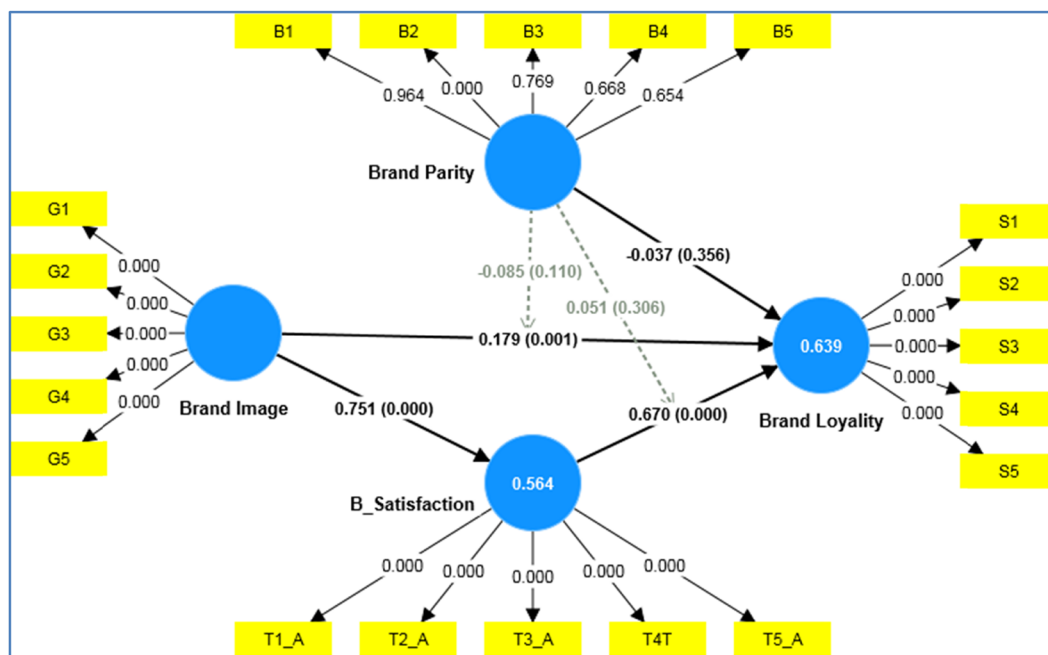 B1
B2
B3
B4
B5
0.964
0.000
0.769
0.668
0.654
Brand Parity
G1
G2
G3
G4
G5
0.000
0.000
0.000
0.000
0.000
Brand Image
-0.085 (0.110)
0.051 (0.306)
-0.037 (0.356)
0.179 (0.001)
0.751 (0.000)
0.670 (0.000)
0.639
Brand Loyality
S1
S2
S3
S4
S5
0.000
0.000
0.000
0.000
0.000
0.564
B_Satisfaction
0.000
0.000
0.000
0.000
0.000
T1_A
T2_A
T3_A
T4T
T5_A